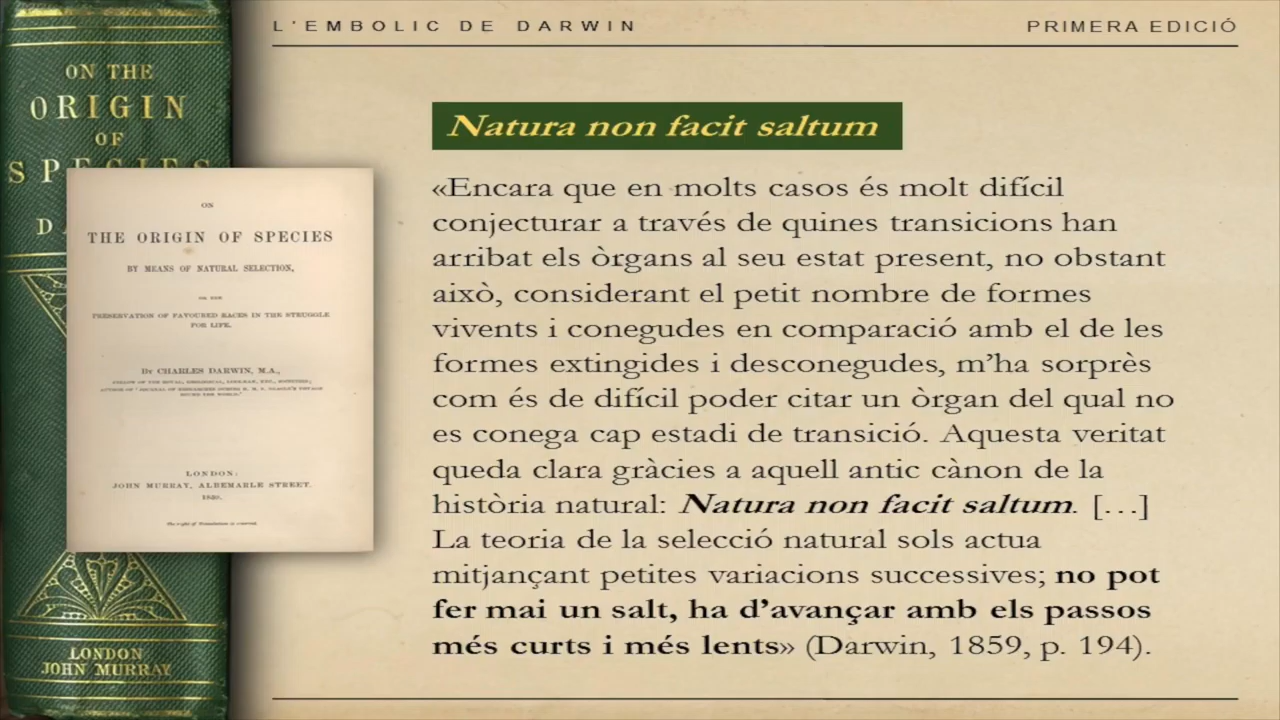 L'EMBOLIC DE DARWIN
PRIMERA EDICIÓ
ON THE
ORIGIN
OF
ON
THE ORIGIN OF SPECIES
BY MEANS OF NATURAL SELECTION,
OR THE
PRESERVATION OF FAVOURED RACES IN THE STRUGGLE
FOR LIFE.
By CHARLES DARWIN, M.A.,
LONDON:
JOHN MURRAY, ALBEMARLE STREET.
LONDON
JOHN MURRAY
Natura non facit saltum
«Encara que en molts casos és molt difícil
conjecturar a través de quines transicions han
arribat els òrgans al seu estat present, no obstant
això, considerant el petit nombre de formes
vivents i conegudes en comparació amb el de les
formes extingides i desconegudes, m’ha sorprès
com és de difícil poder citar un òrgan del qual no
es conega cap estadi de transició. Aquesta veritat
queda clara gràcies a aquell antic cànon de la
història natural: Natura non facit saltum. […]
La teoria de la selecció natural sols actua
mitjançant petites variacions successives; no pot
fer mai un salt, ha d’avançar amb els passos
més curts i més lents» (Darwin, 1859, p. 194).